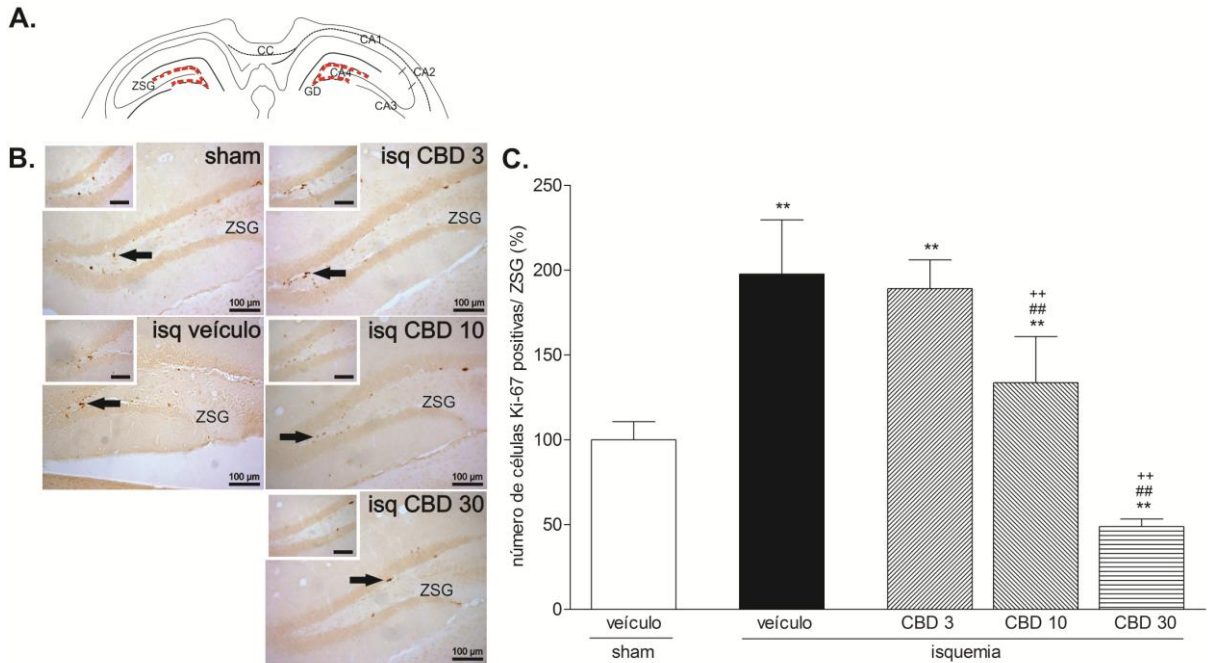 A.
CC
CA1
CA2
CA4
ZSG
GD
CA3
B.
sham
ZSG
100 µm
isq CBD 3
ZSG
100 µm
isq veículo
ZSG
100 µm
isq CBD 10
ZSG
100 µm
isq CBD 30
ZSG
100 µm
C.
número de células Ki-67 positivas/ ZSG (%)
250
200
150
100
50
0
**
**
++
##
**
++
##
**
veículo
veículo
CBD 3
CBD 10
CBD 30
sham
isquemia